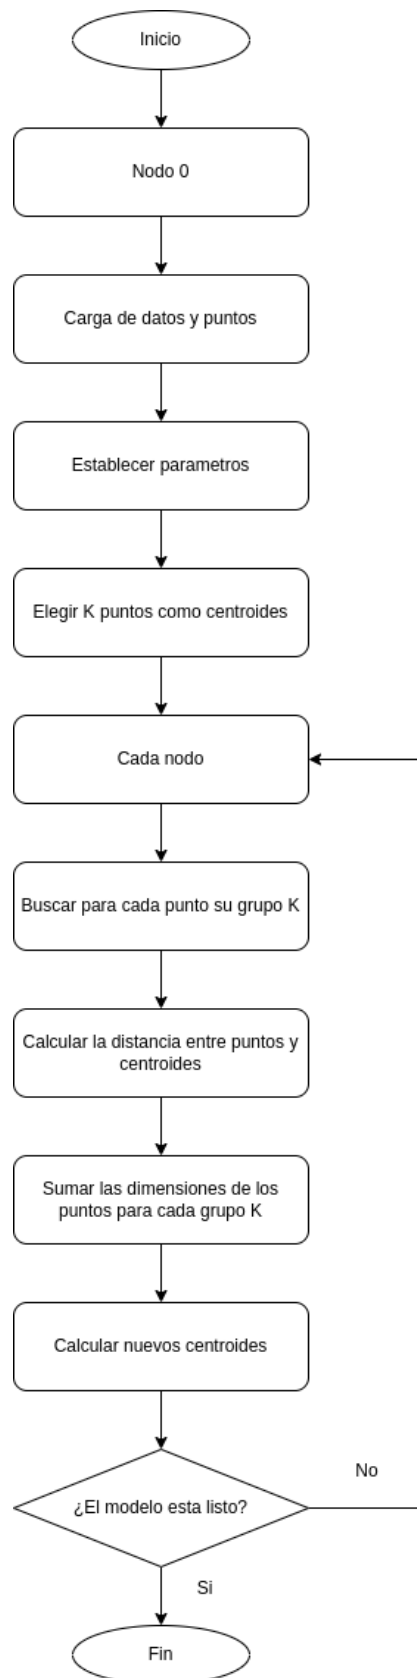 Inicio
Nodo 0
Carga de datos y puntos
Establecer parametros
Elegir K puntos como centroides
Cada nodo
Buscar para cada punto su grupo K
Calcular la distancia entre puntos y
centroides
Sumar las dimensiones de los
puntos para cada grupo K
Calcular nuevos centroides
¿El modelo esta listo?
No
Si
Fin